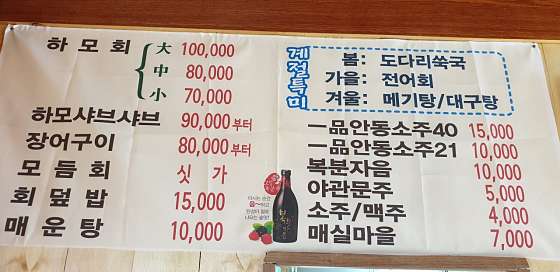 하모회 大 100,000
中 80,000
小 70,000
하모샤브샤브 90,000부터
장어구이 80,000부터
모듬회 싯가
회덮밥 15,000
매운탕 10,000
계절특미
봄: 도다리쑥국
가을: 전어회
겨울: 메기탕/대구탕
一品안동소주40 15,000
一品안동소주21 10,000
복분자음 10,000
야관문주 5,000
소주/맥주 4,000
매실마을 7,000